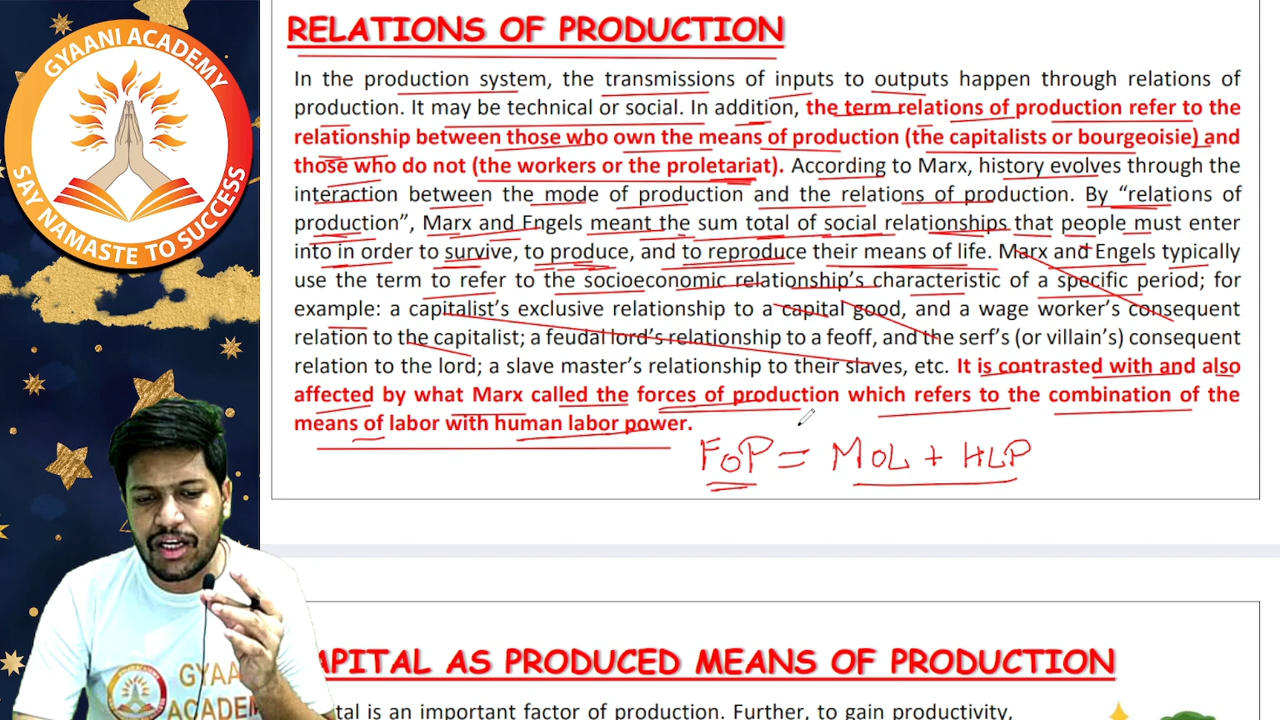 GYAANI ACADEMY
SAY NAMASTE TO SUCCESS
RELATIONS OF PRODUCTION
In the production system, the transmissions of inputs to outputs happen through relations of
production. It may be technical or social. In addition, the term relations of production refer to the
relationship between those who own the means of production (the capitalists or bourgeoisie) and
those who do not (the workers or the proletariat). According to Marx, history evolves through the
interaction between the mode of production and the relations of production. By “relations of
production”, Marx and Engels meant the sum total of social relationships that people must enter
into in order to survive, to produce, and to reproduce their means of life. Marx and Engels typically
use the term to refer to the socioeconomic relationship’s characteristic of a specific period; for
example: a capitalist’s exclusive relationship to a capital good, and a wage worker’s consequent
relation to the capitalist; a feudal lord’s relationship to a feoff, and the serf’s (or villain’s) consequent
relation to the lord; a slave master’s relationship to their slaves, etc. It is contrasted with and also
affected by what Marx called the forces of production which refers to the combination of the
means of labor with human labor power.
FOP = MOL + HLP
APITAL AS PRODUCED MEANS OF PRODUCTION
tal is an important factor of production. Further, to gain productivity,
GYAA
ACADEM